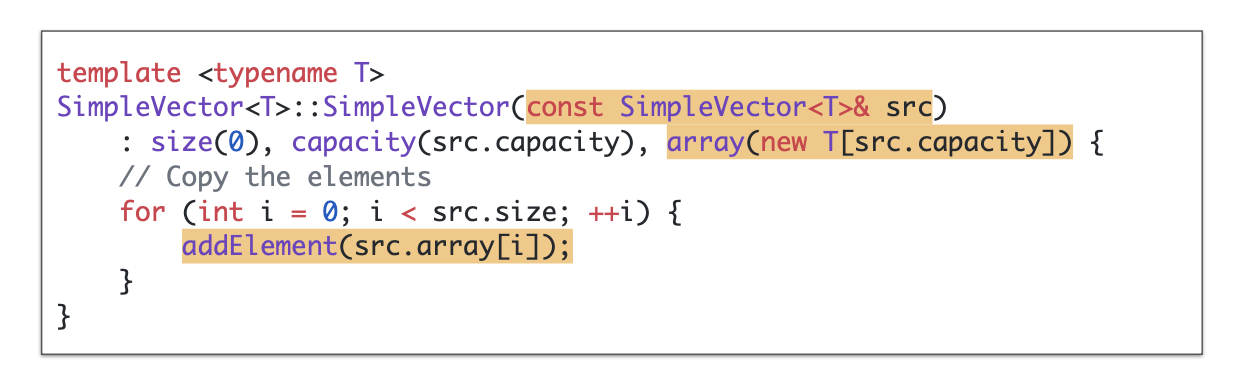 template <typename T>
SimpleVector<T>::SimpleVector(const SimpleVector<T>& src)
    : size(0), capacity(src.capacity), array(new T[src.capacity]) {
    // Copy the elements
    for (int i = 0; i < src.size; ++i) {
        addElement(src.array[i]);
    }
}